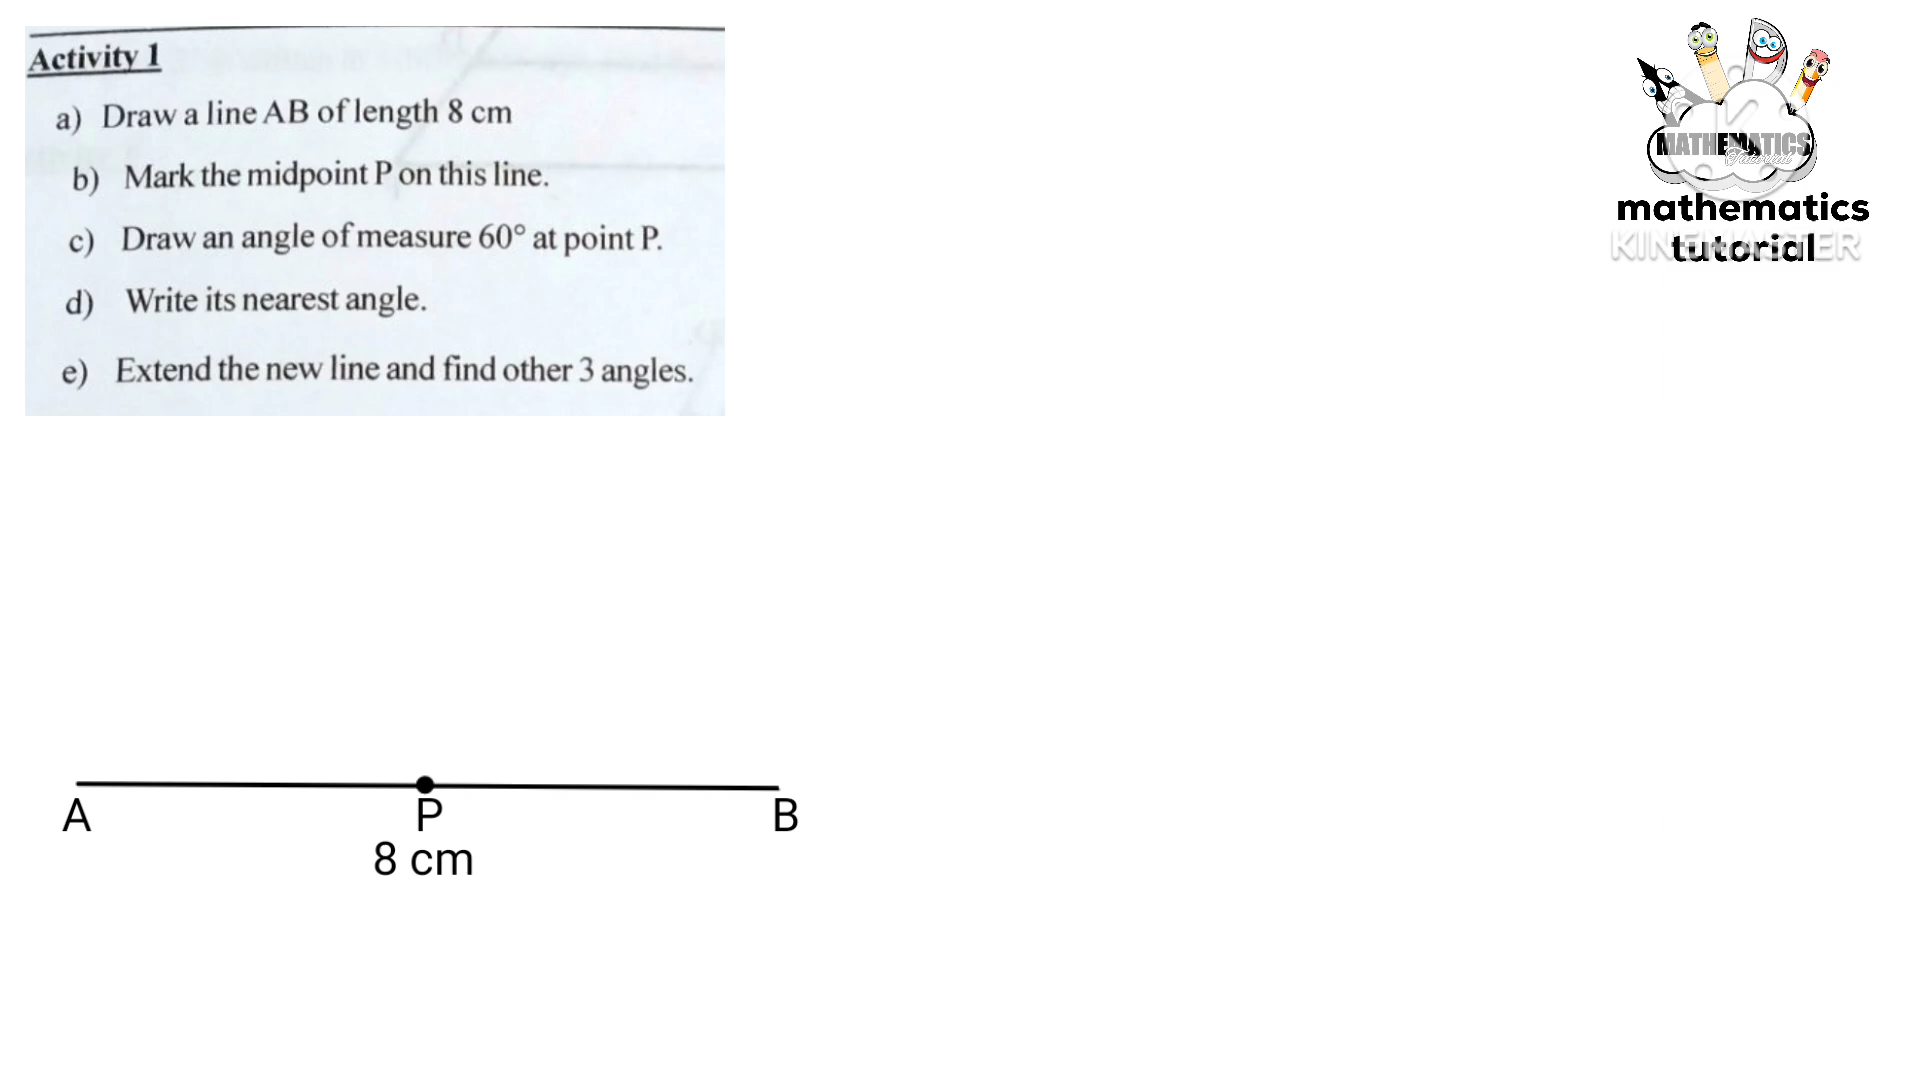 Activity 1
a) Draw a line AB of length 8 cm
b) Mark the midpoint P on this line.
c) Draw an angle of measure 60° at point P.
d) Write its nearest angle.
e) Extend the new line and find other 3 angles.
MATHEMATICS
Tutorial
mathematics
tutorial
KINEMASTER
A P B
8 cm